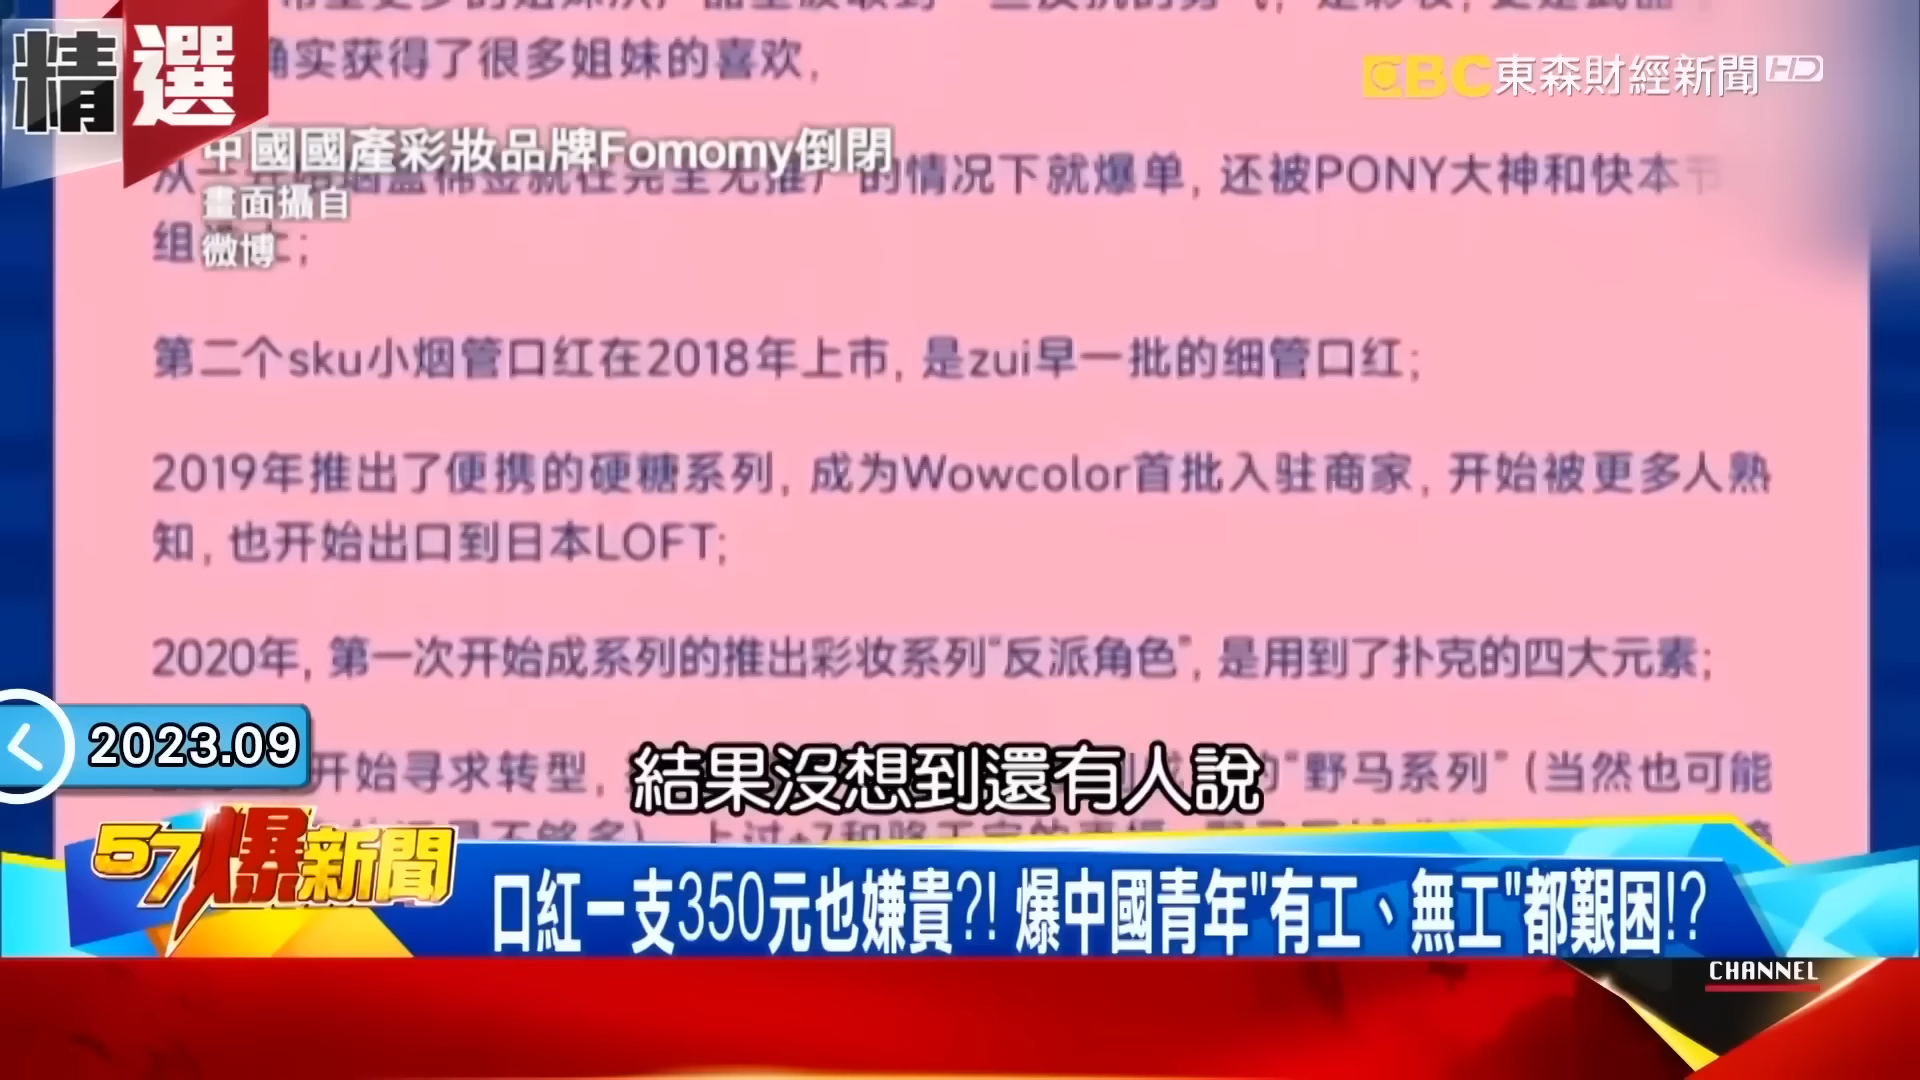 精選
确实获得了很多姐妹的喜欢，
EBC東森財經新聞HD
中國國產彩妝品牌Fomomy倒閉
的情况下就爆单，还被PONY大神和快本节
畫面攝自
组
微博
第二个sku小烟管口红在2018年上市，是zui早一批的细管口红；
2019年推出了便携的硬糖系列，成为Wowcolor首批入驻商家，开始被更多人熟
知，也开始出口到日本LOFT；
2020年，第一次开始成系列的推出彩妆系列“反派角色”，是用到了扑克的四大元素；
2023.09
开始寻求转型，
的“野马系列”（当然也可能
結果沒想到還有人說
57爆新聞
口紅一支350元也嫌貴?! 爆中國青年"有工、無工"都艱困!?
CHANNEL